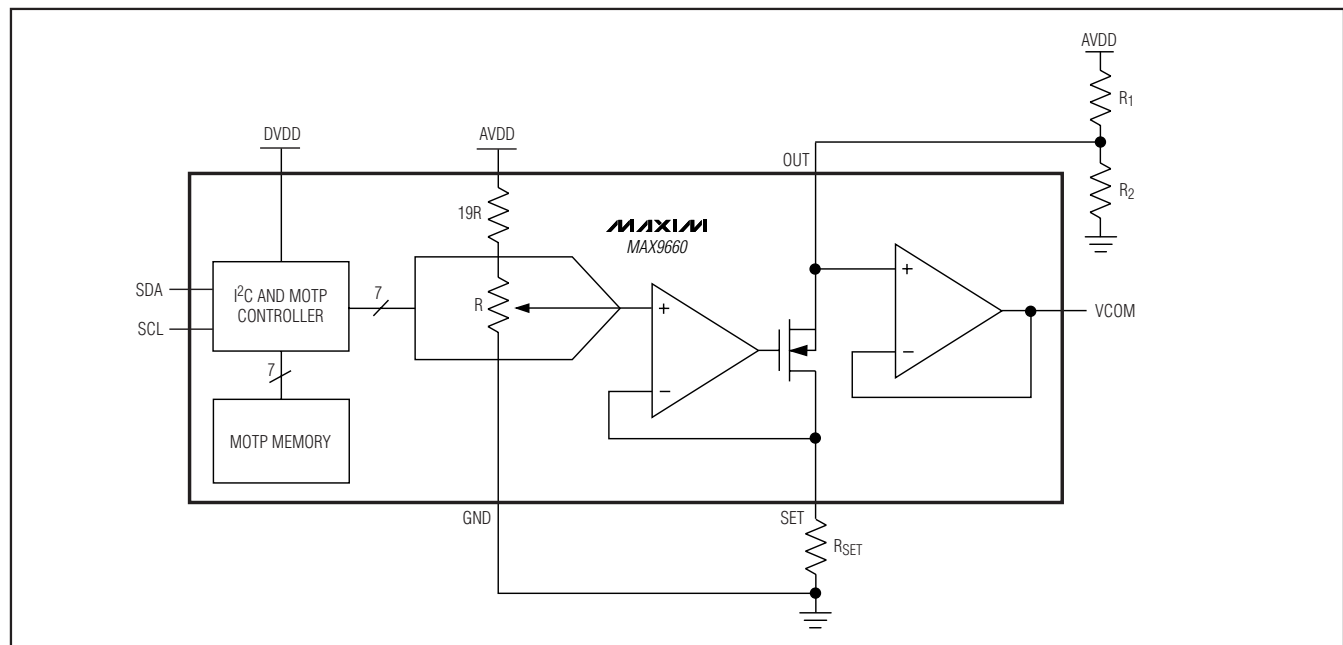 AVDD
R1
DVDD
AVDD
OUT
R2
19R
MAXIM
MAX9660
SDA
SCL
I2C AND MOTP
CONTROLLER
7
R
+
−
+
−
VCOM
7
MOTP MEMORY
GND
SET
RSET